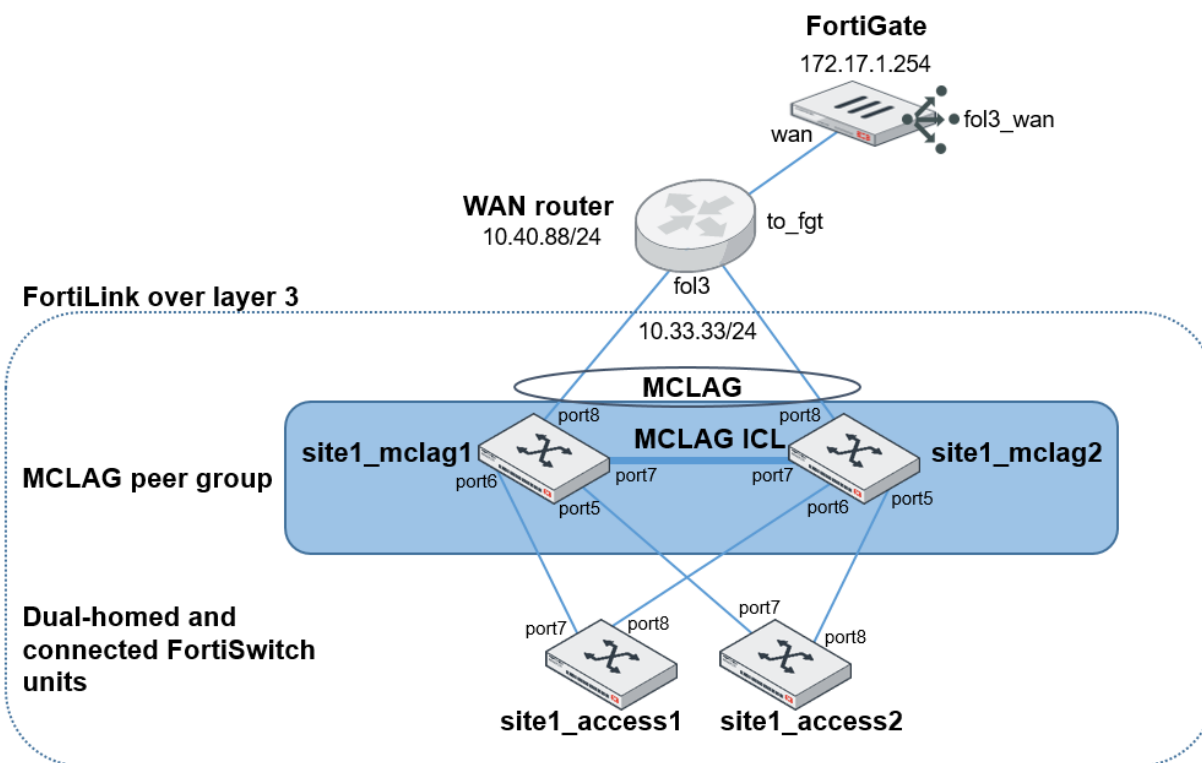 FortiGate
172.17.1.254
fol3_wan
wan
WAN router
10.40.88/24
to_fgt
fol3
FortiLink over layer 3
10.33.33/24
MCLAG
port8
port8
MCLAG ICL
site1_mclag1
site1_mclag2
MCLAG peer group
port6
port7
port7
port5
port6
port5
Dual-homed and
connected FortiSwitch
units
port7
port8
port7
port8
site1_access1
site1_access2